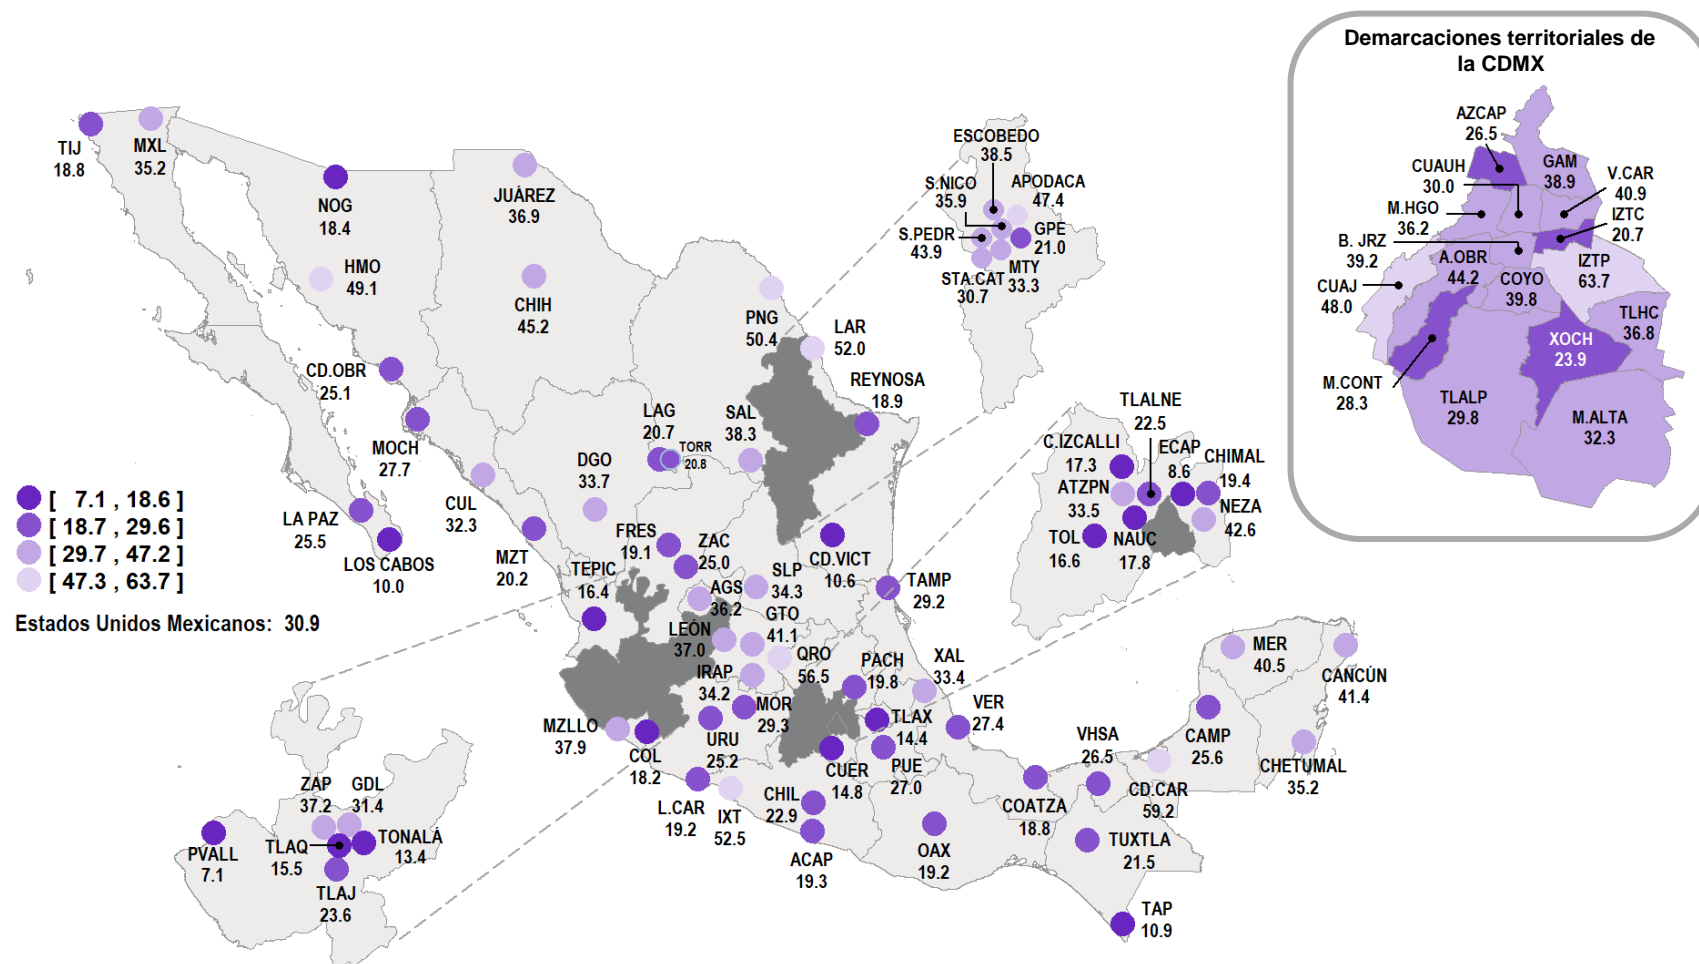 Demarcaciones territoriales de
la CDMX
AZCAP
26.5
CUAUH
30.0
GAM
38.9
V.CAR
40.9
M.HGO
36.2
IZTC
20.7
B. JRZ
39.2
A.OBR
44.2
IZTP
63.7
CUAJ
48.0
COYO
39.8
TLHC
36.8
XOCH
23.9
M.CONT
28.3
TLALP
29.8
M.ALTA
32.3
TIJ
18.8
MXL
35.2
NOG
18.4
JUÁREZ
36.9
HMO
49.1
CHIH
45.2
CD.OBR
25.1
MOCH
27.7
CUL
32.3
LA PAZ
25.5
LOS CABOS
10.0
MZT
20.2
DGO
33.7
LAG
20.7
TORR
20.8
SAL
38.3
PNG
50.4
LAR
52.0
REYNOSA
18.9
ESCOBEDO
38.5
S.NICO
35.9
APODACA
47.4
S.PEDR
43.9
GPE
21.0
STA.CAT
30.7
MTY
33.3
FRES
19.1
ZAC
25.0
TEPIC
16.4
AGS
36.2
SLP
34.3
CD.VICT
10.6
TAMP
29.2
LEÓN
37.0
GTO
41.1
IRAP
34.2
QRO
56.5
PACH
19.8
XAL
33.4
MZLLO
37.9
COL
18.2
URU
25.2
MOR
29.3
TLAX
14.4
VER
27.4
L.CAR
19.2
IXT
52.5
CUER
14.8
PUE
27.0
CHIL
22.9
ACAP
19.3
OAX
19.2
COATZA
18.8
VHSA
26.5
CD.CAR
59.2
TUXTLA
21.5
TAP
10.9
CAMP
25.6
MER
40.5
CANCÚN
41.4
CHETUMAL
35.2
TLALNE
22.5
C.IZCALLI
17.3
ECAP
8.6
CHIMAL
19.4
ATZPN
33.5
NEZA
42.6
TOL
16.6
NAUC
17.8
ZAP
37.2
GDL
31.4
PVALL
7.1
TLAQ
15.5
TONALÁ
13.4
TLAJ
23.6
[ 7.1 , 18.6 ]
[ 18.7 , 29.6 ]
[ 29.7 , 47.2 ]
[ 47.3 , 63.7 ]
Estados Unidos Mexicanos: 30.9